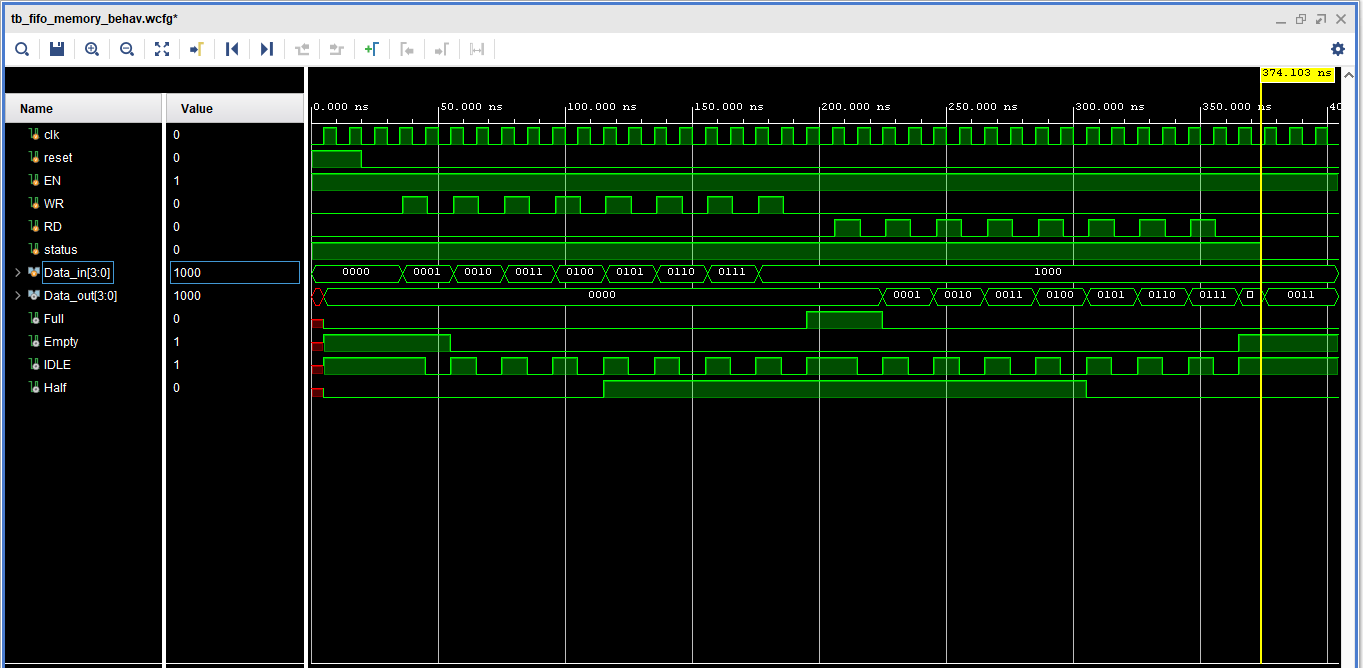 tb_fifo_memory_behav.wcfg*
374.103 ns
Name Value
0.000 ns 50.000 ns 100.000 ns 150.000 ns 200.000 ns 250.000 ns 300.000 ns 350.000 ns 40
clk 0
reset 0
EN 1
WR 0
RD 0
status 0
Data_in[3:0] 1000 0000 0001 0010 0011 0100 0101 0110 0111 1000
Data_out[3:0] 1000 0000 0001 0010 0011 0100 0101 0110 0111 0011
Full 0
Empty 1
IDLE 1
Half 0